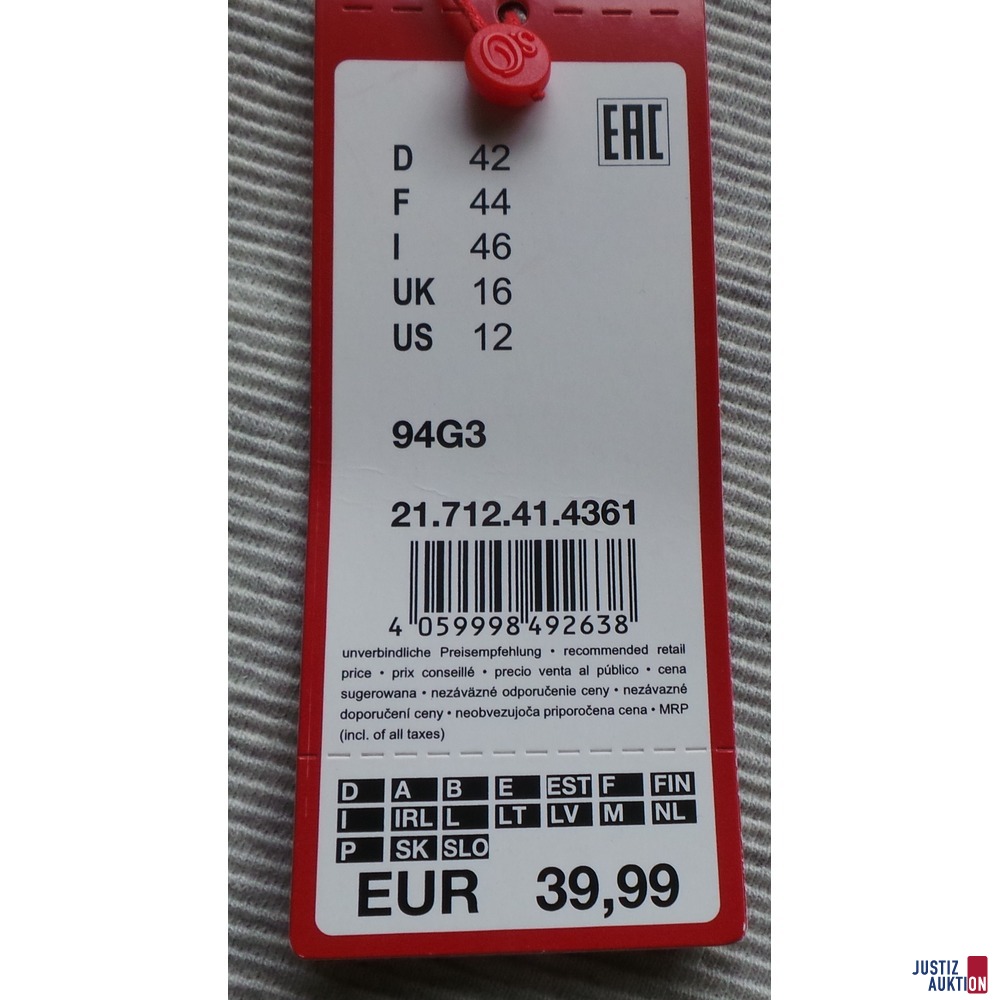 O's
EAC
D 42
F 44
I 46
UK 16
US 12
94G3
21.712.41.4361
4 059998 492638
unverbindliche Preisempfehlung • recommended retail
price • prix conseillé • precio venta al público • cena
sugerowana • nezáväzné odporučenie ceny • nezávazné
doporučení ceny • neobvezujoča priporočena cena • MRP
(incl. of all taxes)
D A B E EST F FIN
I IRL L LT LV M NL
P SK SLO
EUR 39,99
JUSTIZ
AUKTION